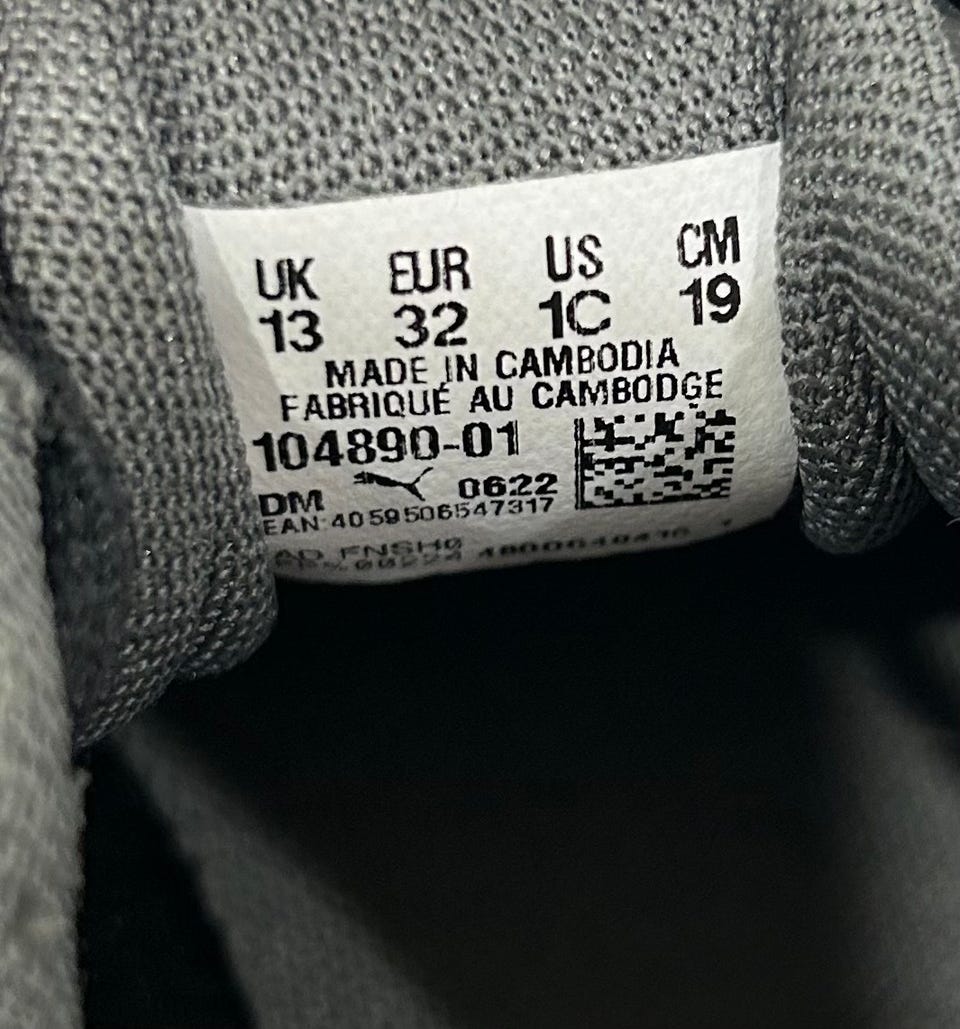 UK EUR US CM
13 32 1C 19
MADE IN CAMBODIA
FABRIQUÉ AU CAMBODGE
104890-01
DM 0622
EAN:4059506547317